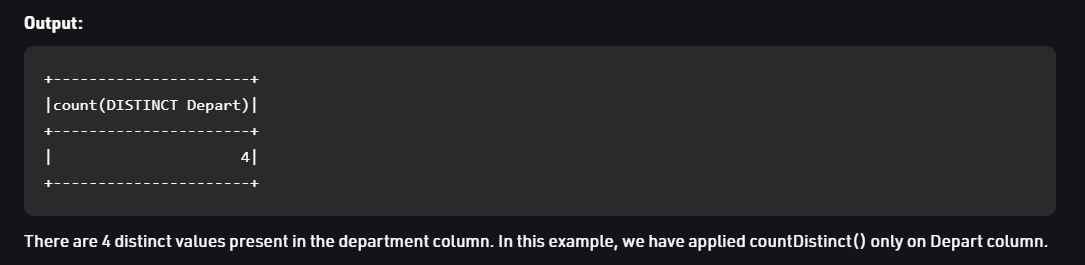 Output:
+----------------------+
|count(DISTINCT Depart)|
+----------------------+
|                     4|
+----------------------+
There are 4 distinct values present in the department column. In this example, we have applied countDistinct() only on Depart column.